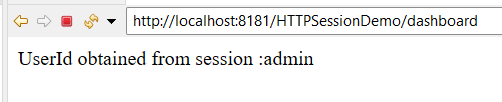 http://localhost:8181/HTTPSessionDemo/dashboard
UserId obtained from session :admin